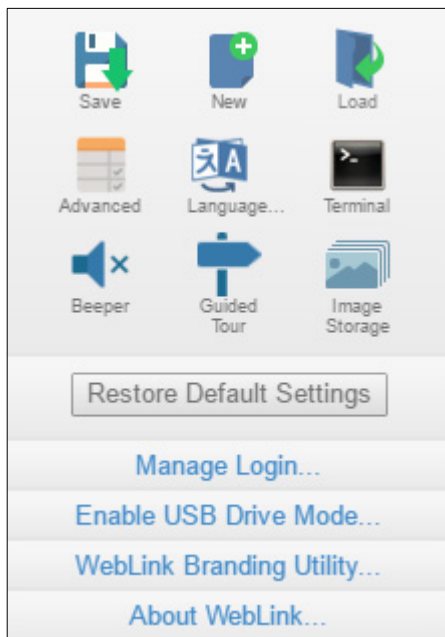 Save New Load
Advanced Language... Terminal
Beeper Guided Tour Image Storage
Restore Default Settings
Manage Login...
Enable USB Drive Mode...
WebLink Branding Utility...
About WebLink...